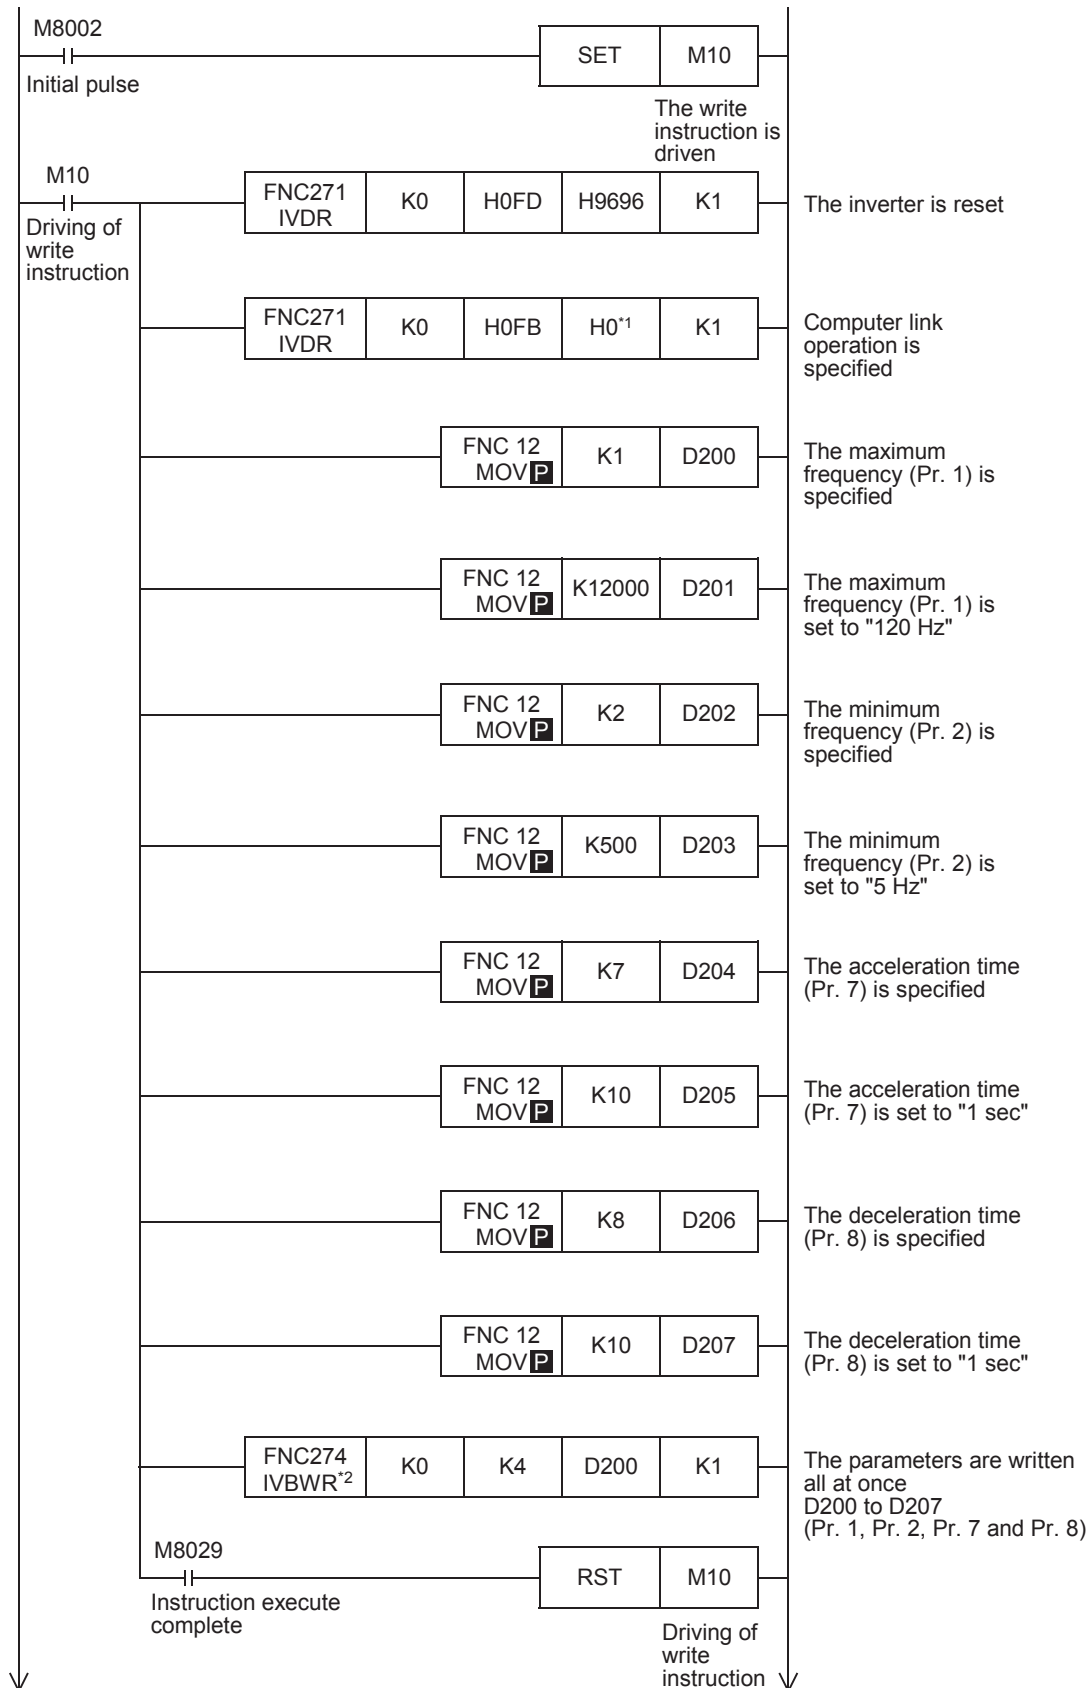 M8002
SET M10
Initial pulse
The write
instruction is
driven
M10
FNC271
IVDR K0 H0FD H9696 K1
The inverter is reset
Driving of
write
instruction
FNC271
IVDR K0 H0FB H0*1 K1
Computer link
operation is
specified
FNC 12
MOV P K1 D200
The maximum
frequency (Pr. 1) is
specified
FNC 12
MOV P K12000 D201
The maximum
frequency (Pr. 1) is
set to "120 Hz"
FNC 12
MOV P K2 D202
The minimum
frequency (Pr. 2) is
specified
FNC 12
MOV P K500 D203
The minimum
frequency (Pr. 2) is
set to "5 Hz"
FNC 12
MOV P K7 D204
The acceleration time
(Pr. 7) is specified
FNC 12
MOV P K10 D205
The acceleration time
(Pr. 7) is set to "1 sec"
FNC 12
MOV P K8 D206
The deceleration time
(Pr. 8) is specified
FNC 12
MOV P K10 D207
The deceleration time
(Pr. 8) is set to "1 sec"
FNC274
IVBWR*2 K0 K4 D200 K1
The parameters are written
all at once
D200 to D207
(Pr. 1, Pr. 2, Pr. 7 and Pr. 8)
M8029
RST M10
Instruction execute
complete
Driving of
write
instruction